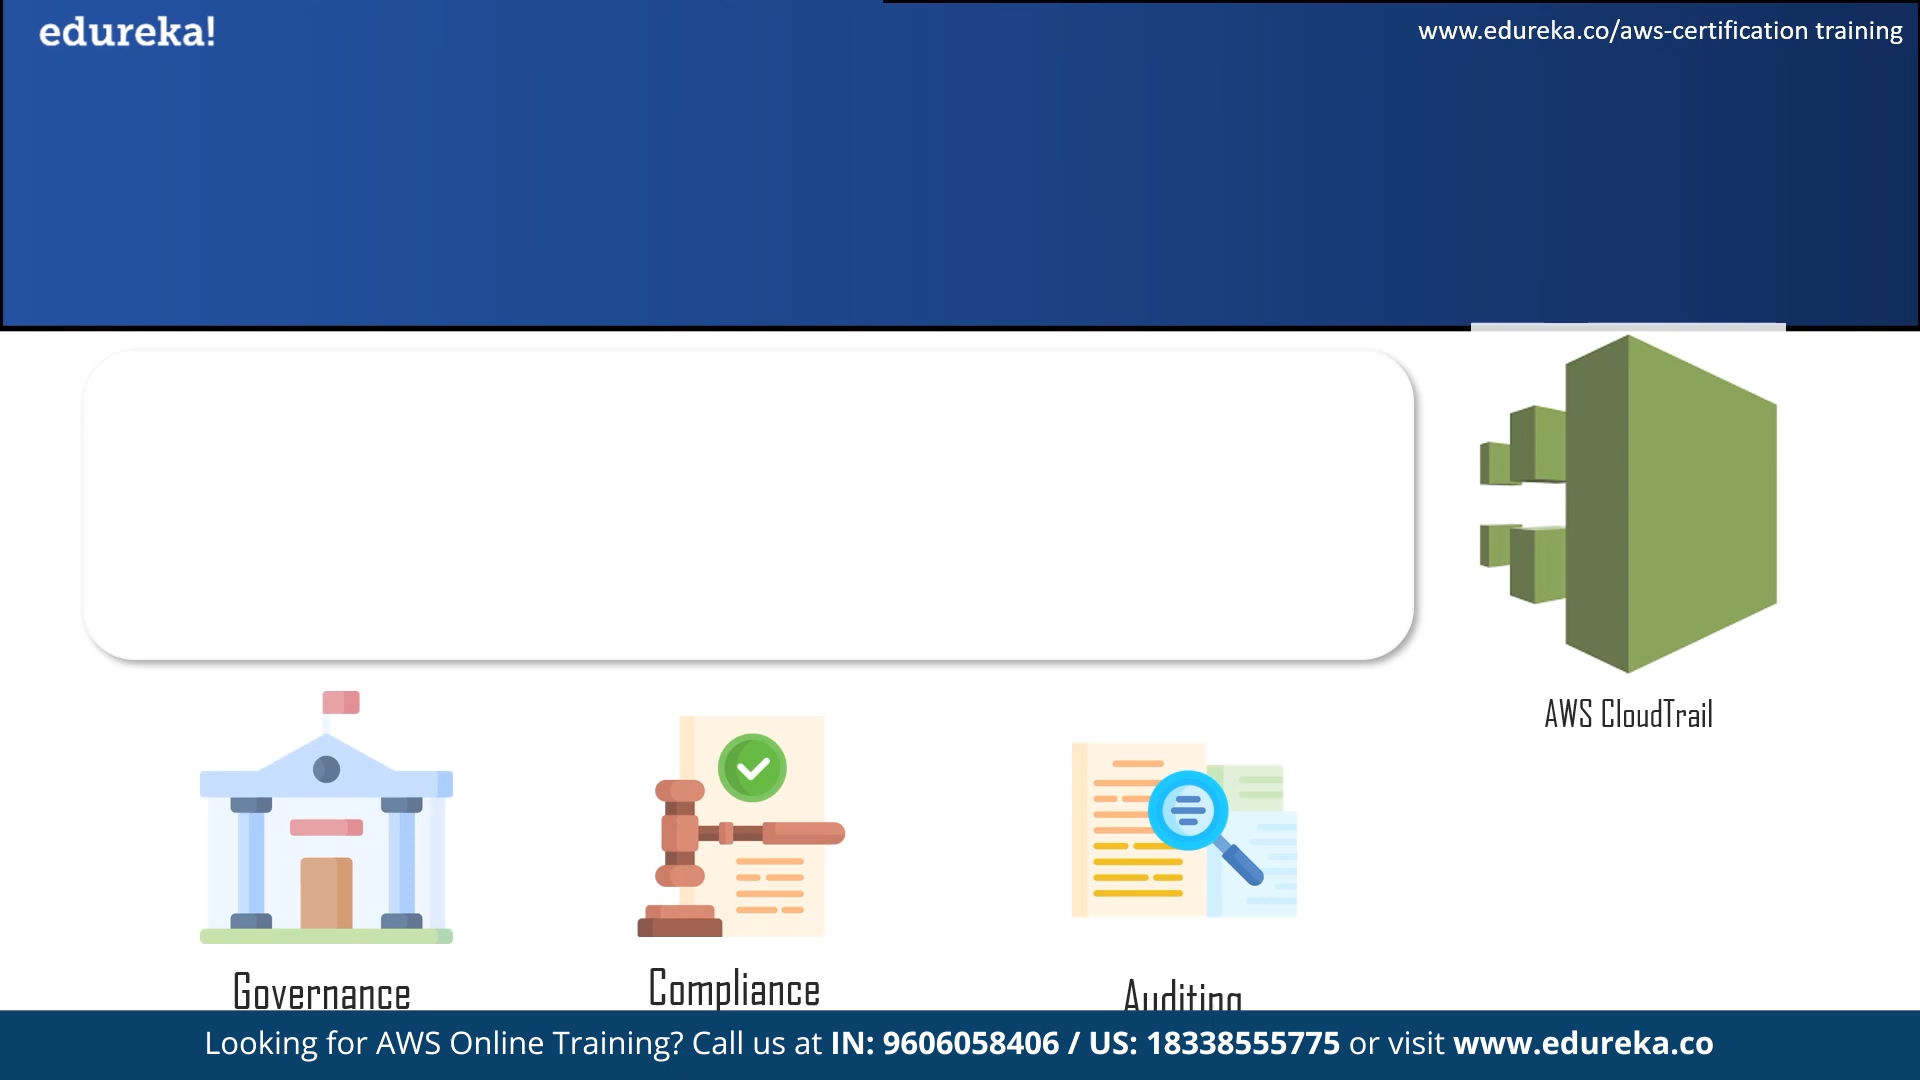 edureka!
www.edureka.co/aws-certification training
AWS CloudTrail
Governance
Compliance
Auditing
Looking for AWS Online Training? Call us at IN: 9606058406 / US: 18338555775 or visit www.edureka.co